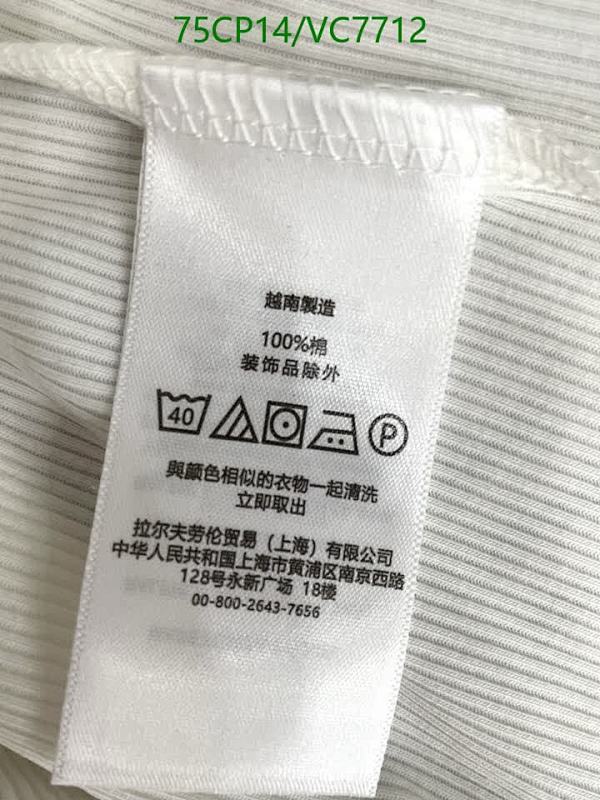 75CP14/VC7712
越南製造
100%棉
装饰品除外
40
P
與颜色相似的衣物一起清洗
立即取出
拉尔夫劳伦贸易（上海）有限公司
中华人民共和国上海市黄浦区南京西路
128号永新广场 18楼
00-800-2643-7656